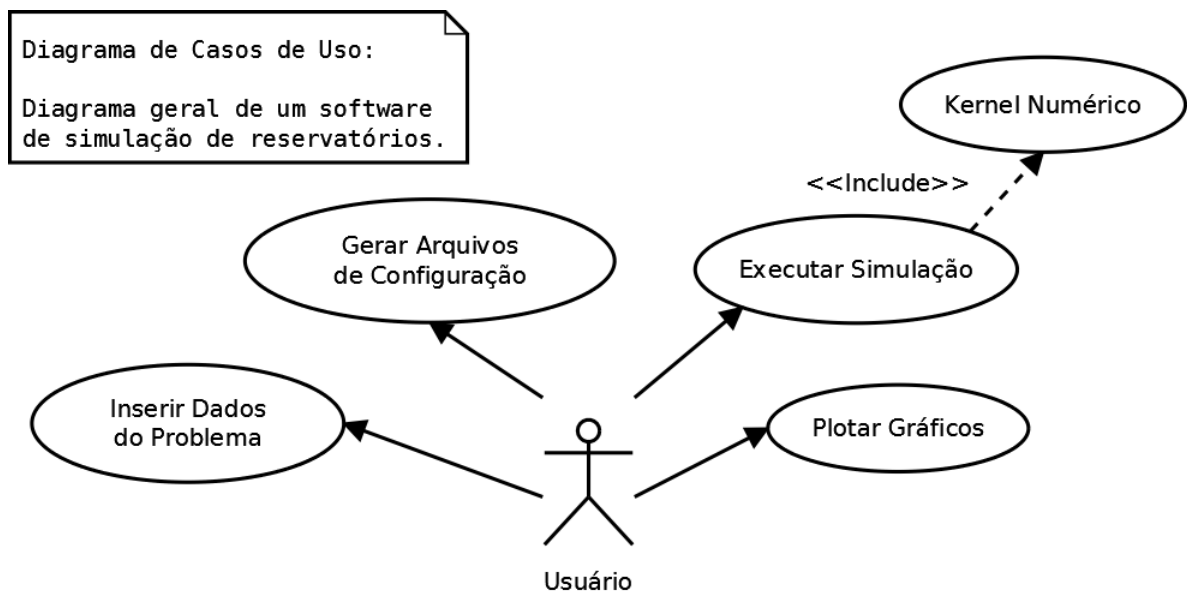 Diagrama de Casos de Uso:
Diagrama geral de um software
de simulação de reservatórios.
Kernel Numérico
<<Include>>
Gerar Arquivos
de Configuração
Executar Simulação
Inserir Dados
do Problema
Plotar Gráficos
Usuário